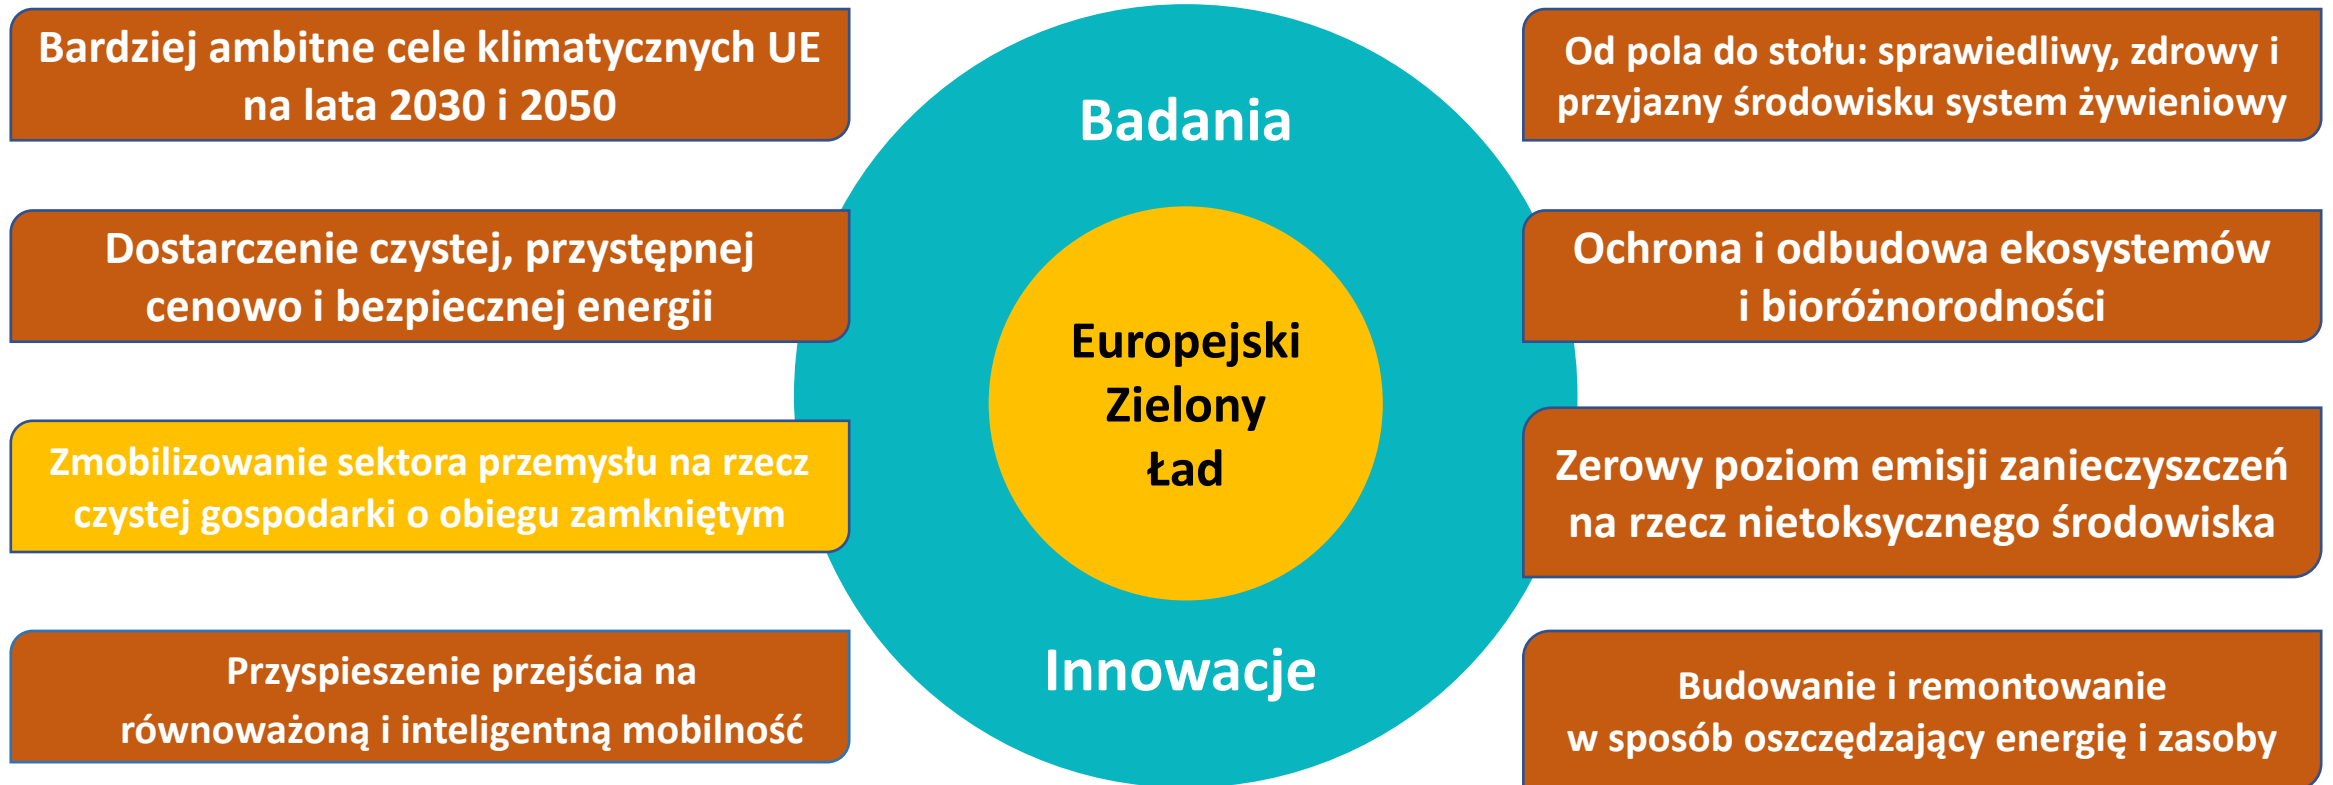 Bardziej ambitne cele klimatycznych UE
na lata 2030 i 2050
Dostarczenie czystej, przystępnej
cenowo i bezpiecznej energii
Zmobilizowanie sektora przemysłu na rzecz
czystej gospodarki o obiegu zamkniętym
Przyspieszenie przejścia na
równoważoną i inteligentną mobilność
Badania
Europejski
Zielony
Ład
Innowacje
Od pola do stołu: sprawiedliwy, zdrowy i
przyjazny środowisku system żywieniowy
Ochrona i odbudowa ekosystemów
i bioróżnorodności
Zerowy poziom emisji zanieczyszczeń
na rzecz nietoksycznego środowiska
Budowanie i remontowanie
w sposób oszczędzający energię i zasoby